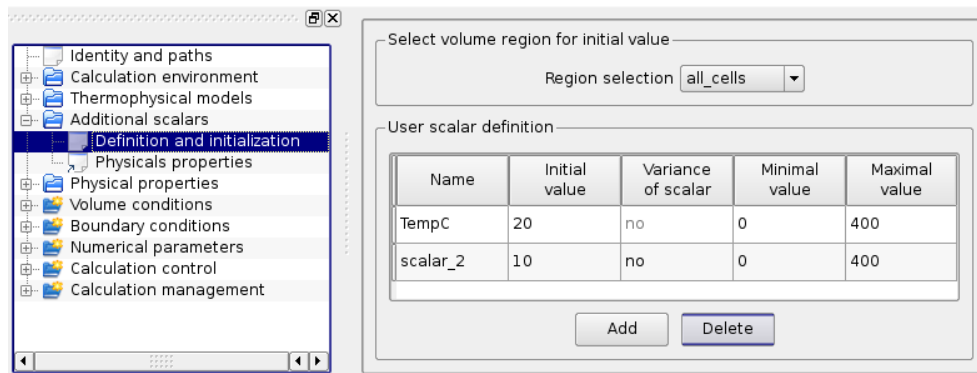 Identity and paths
Calculation environment
Thermophysical models
Additional scalars
Definition and initialization
Physicals properties
Physical properties
Volume conditions
Boundary conditions
Numerical parameters
Calculation control
Calculation management
Select volume region for initial value
Region selection all_cells
User scalar definition
Name Initial value Variance of scalar Minimal value Maximal value
TempC 20 no 0 400
scalar_2 10 no 0 400
Add Delete